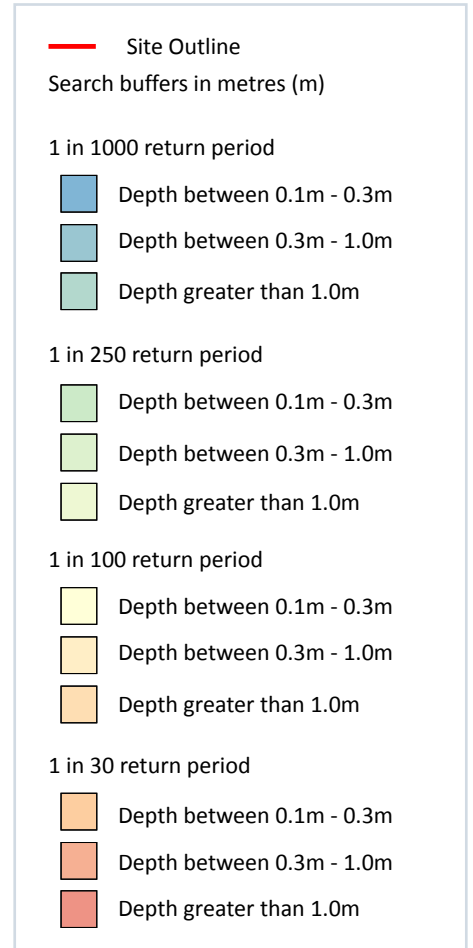 Site Outline
Search buffers in metres (m)
1 in 1000 return period
Depth between 0.1m - 0.3m
Depth between 0.3m - 1.0m
Depth greater than 1.0m
1 in 250 return period
Depth between 0.1m - 0.3m
Depth between 0.3m - 1.0m
Depth greater than 1.0m
1 in 100 return period
Depth between 0.1m - 0.3m
Depth between 0.3m - 1.0m
Depth greater than 1.0m
1 in 30 return period
Depth between 0.1m - 0.3m
Depth between 0.3m - 1.0m
Depth greater than 1.0m